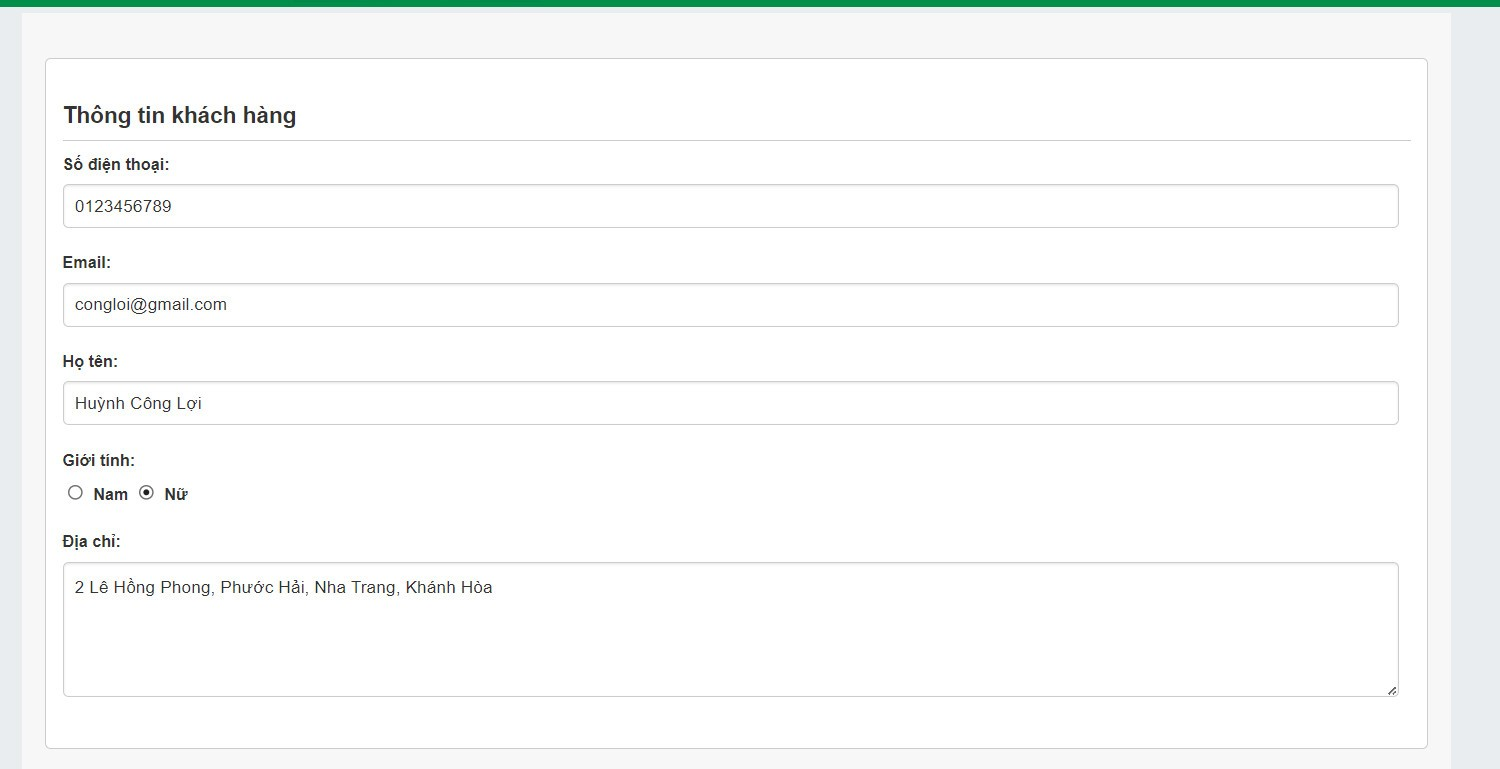 Thông tin khách hàng
Số điện thoại:
0123456789
Email:
congloi@gmail.com
Họ tên:
Huỳnh Công Lợi
Giới tính:
Nam Nữ
Địa chỉ:
2 Lê Hồng Phong, Phước Hải, Nha Trang, Khánh Hòa